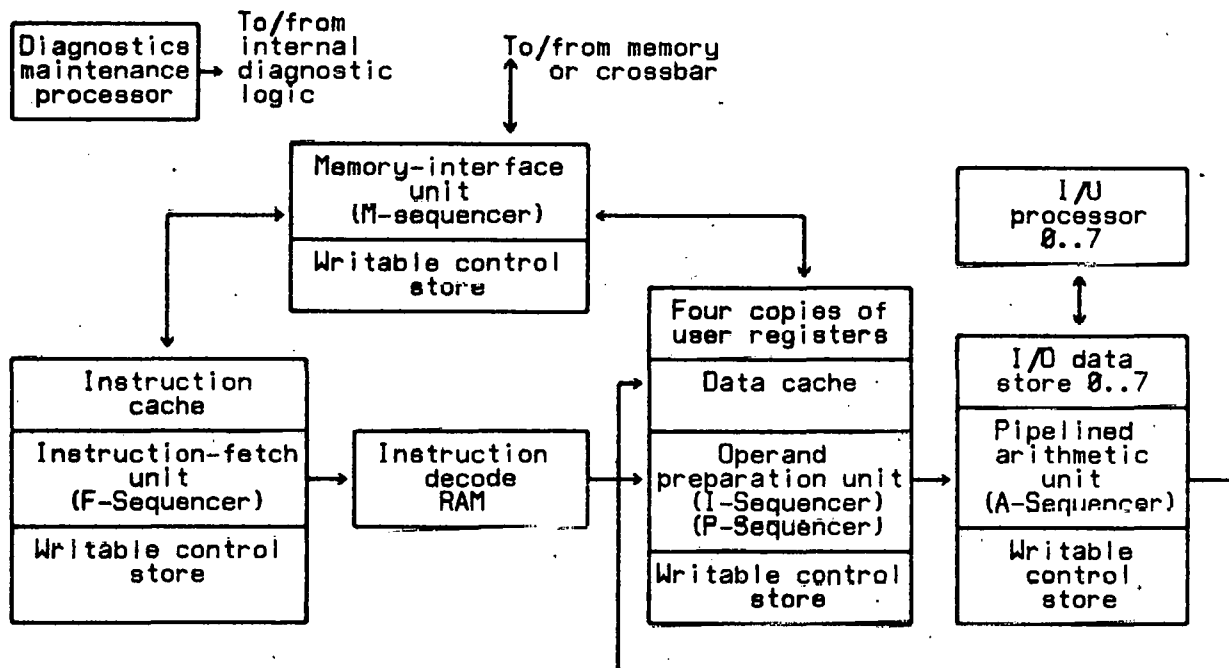 Diagnostics
maintenance
processor
To/from
internal
diagnostic
logic
To/from memory
or crossbar
Memory-interface
unit
(M-sequencer)
Writable control
store
I/U
processor
0..7
Four copies of
user registers
Data cache
Operand
preparation unit
(I-Sequencer)
(P-Sequencer)
Writable control
store
I/O data
store 0..7
Pipelined
arithmetic
unit
(A-Sequencer)
Writable
control
store
Instruction
cache
Instruction-fetch
unit
(F-Sequencer)
Writable control
store
Instruction
decode
RAM